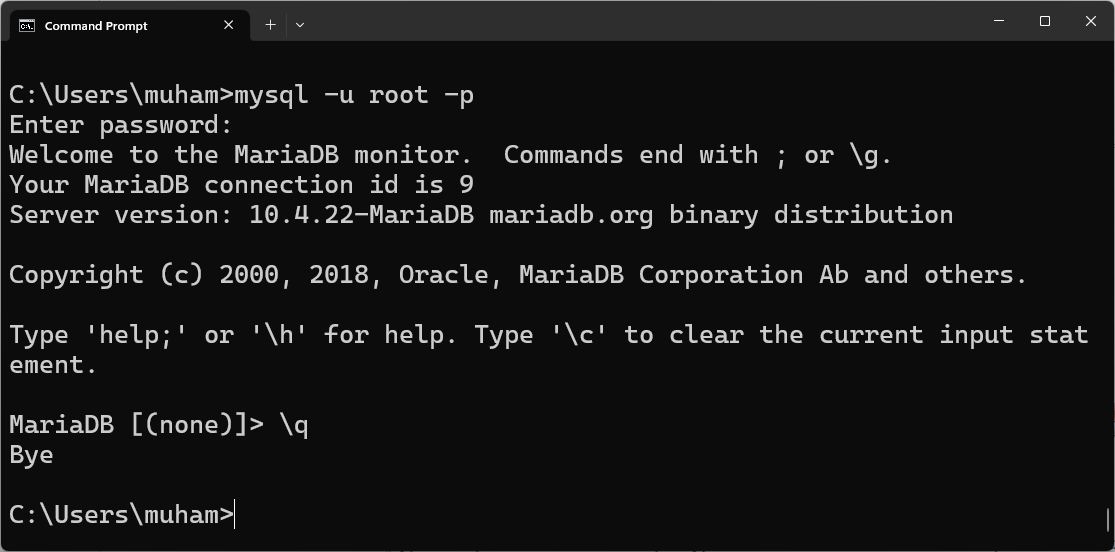 Command Prompt
C:\Users\muham>mysql -u root -p
Enter password:
Welcome to the MariaDB monitor.  Commands end with ; or \g.
Your MariaDB connection id is 9
Server version: 10.4.22-MariaDB mariadb.org binary distribution
Copyright (c) 2000, 2018, Oracle, MariaDB Corporation Ab and others.
Type 'help;' or '\h' for help. Type '\c' to clear the current input stat
ement.
MariaDB [(none)]> \q
Bye
C:\Users\muham>